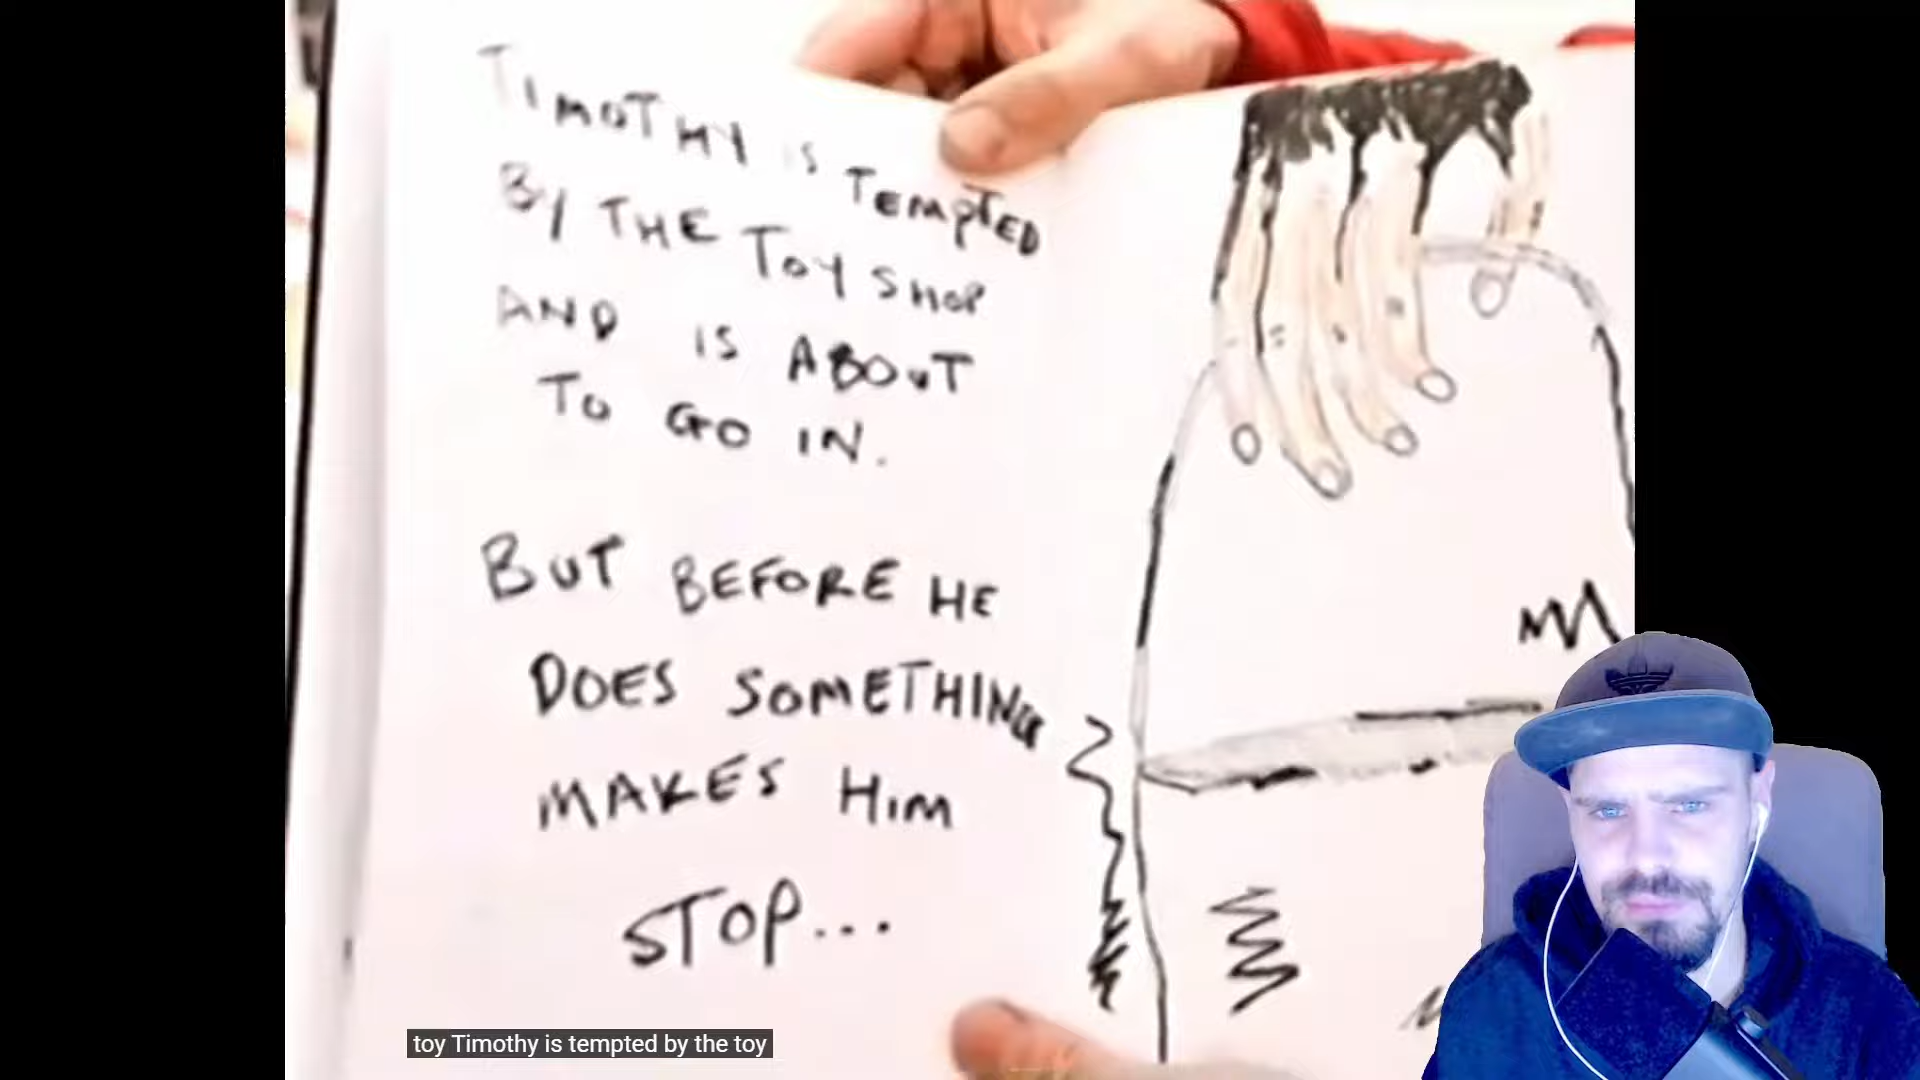 TIMOTHY IS TEMPTED
BY THE TOY SHOP
AND IS ABOUT
TO GO IN.
BUT BEFORE HE
DOES SOMETHING
MAKES HIM
STOP...
toy Timothy is tempted by the toy